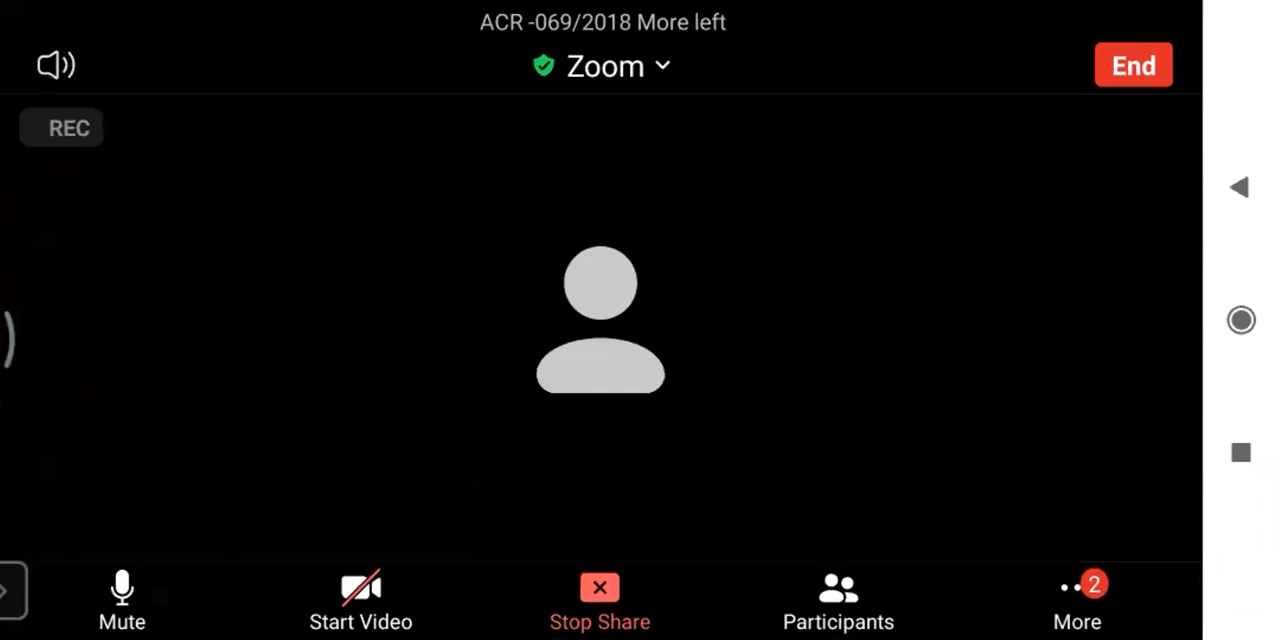 ACR -069/2018 More left
Zoom
End
REC
Mute
Start Video
Stop Share
Participants
2
More